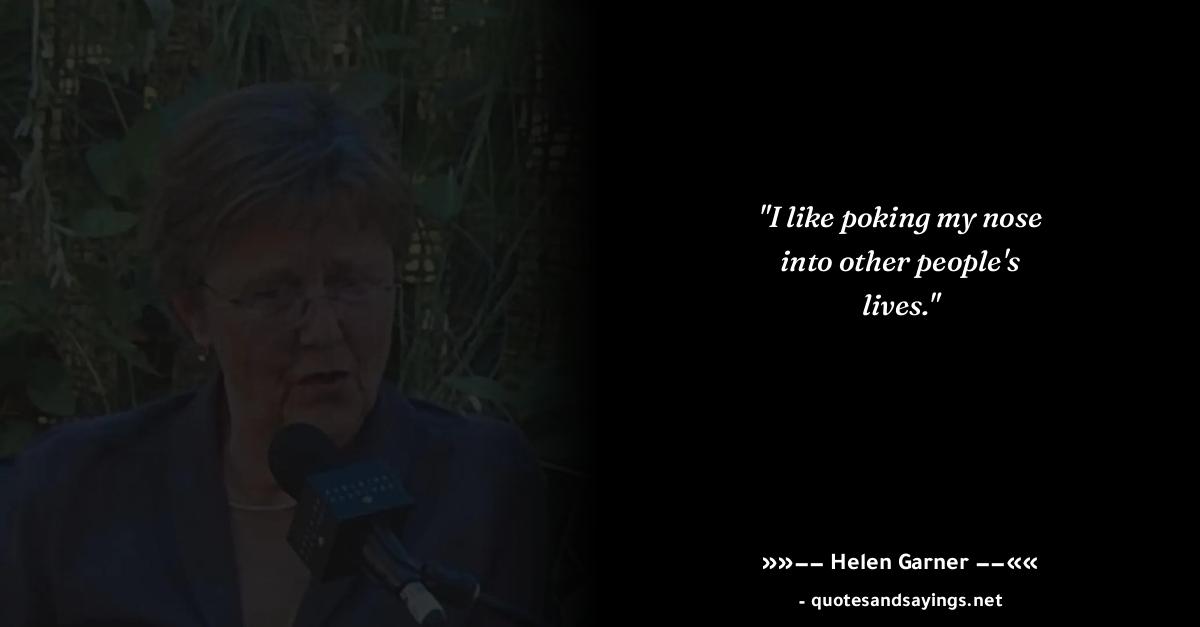 "I like poking my nose
into other people's
lives."
»»−− Helen Garner −−««
- quotesandsayings.net